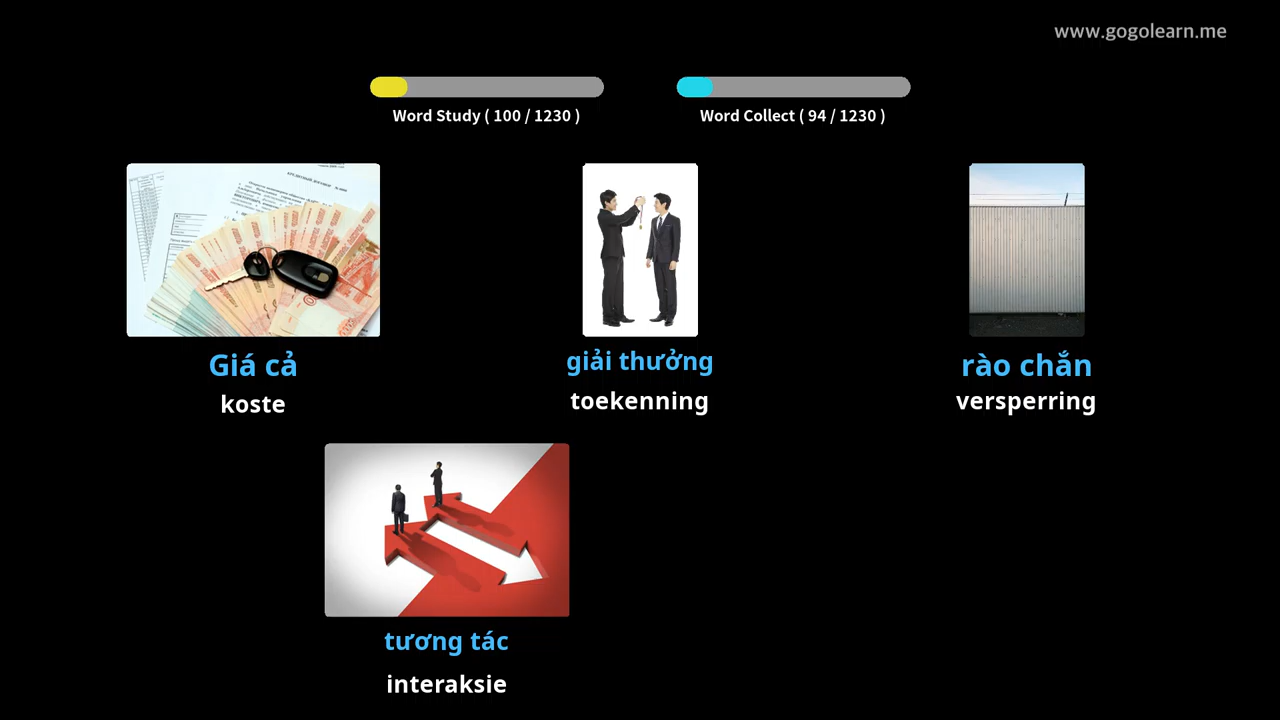 www.gogolearn.me
Word Study ( 100 / 1230 )
Word Collect ( 94 / 1230 )
Giá cả
koste
giải thưởng
toekenning
rào chắn
versperring
tương tác
interaksie